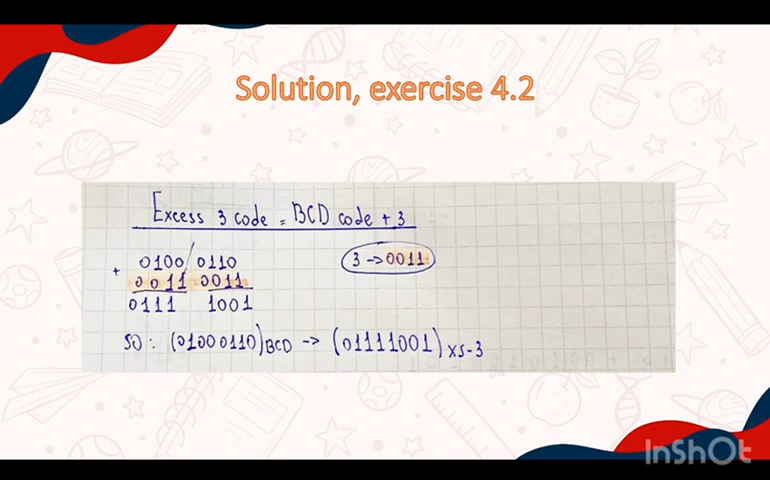 Solution, exercise 4.2
Excess 3 code = BCD code + 3
0100 / 0110
3 → 0011
+ 0011 0011
0111 1001
SO : (01000110)BCD → (01111001)XS-3
InShOt